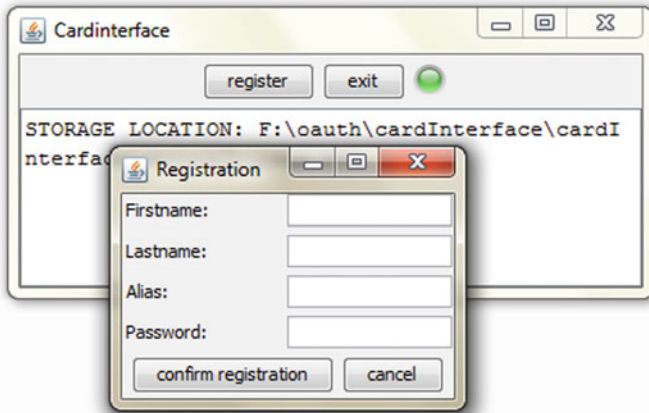 Cardinterface
register
exit
STORAGE LOCATION: F:\oauth\cardInterface\cardI
nterfac
Registration
Firstname:
Lastname:
Alias:
Password:
confirm registration
cancel